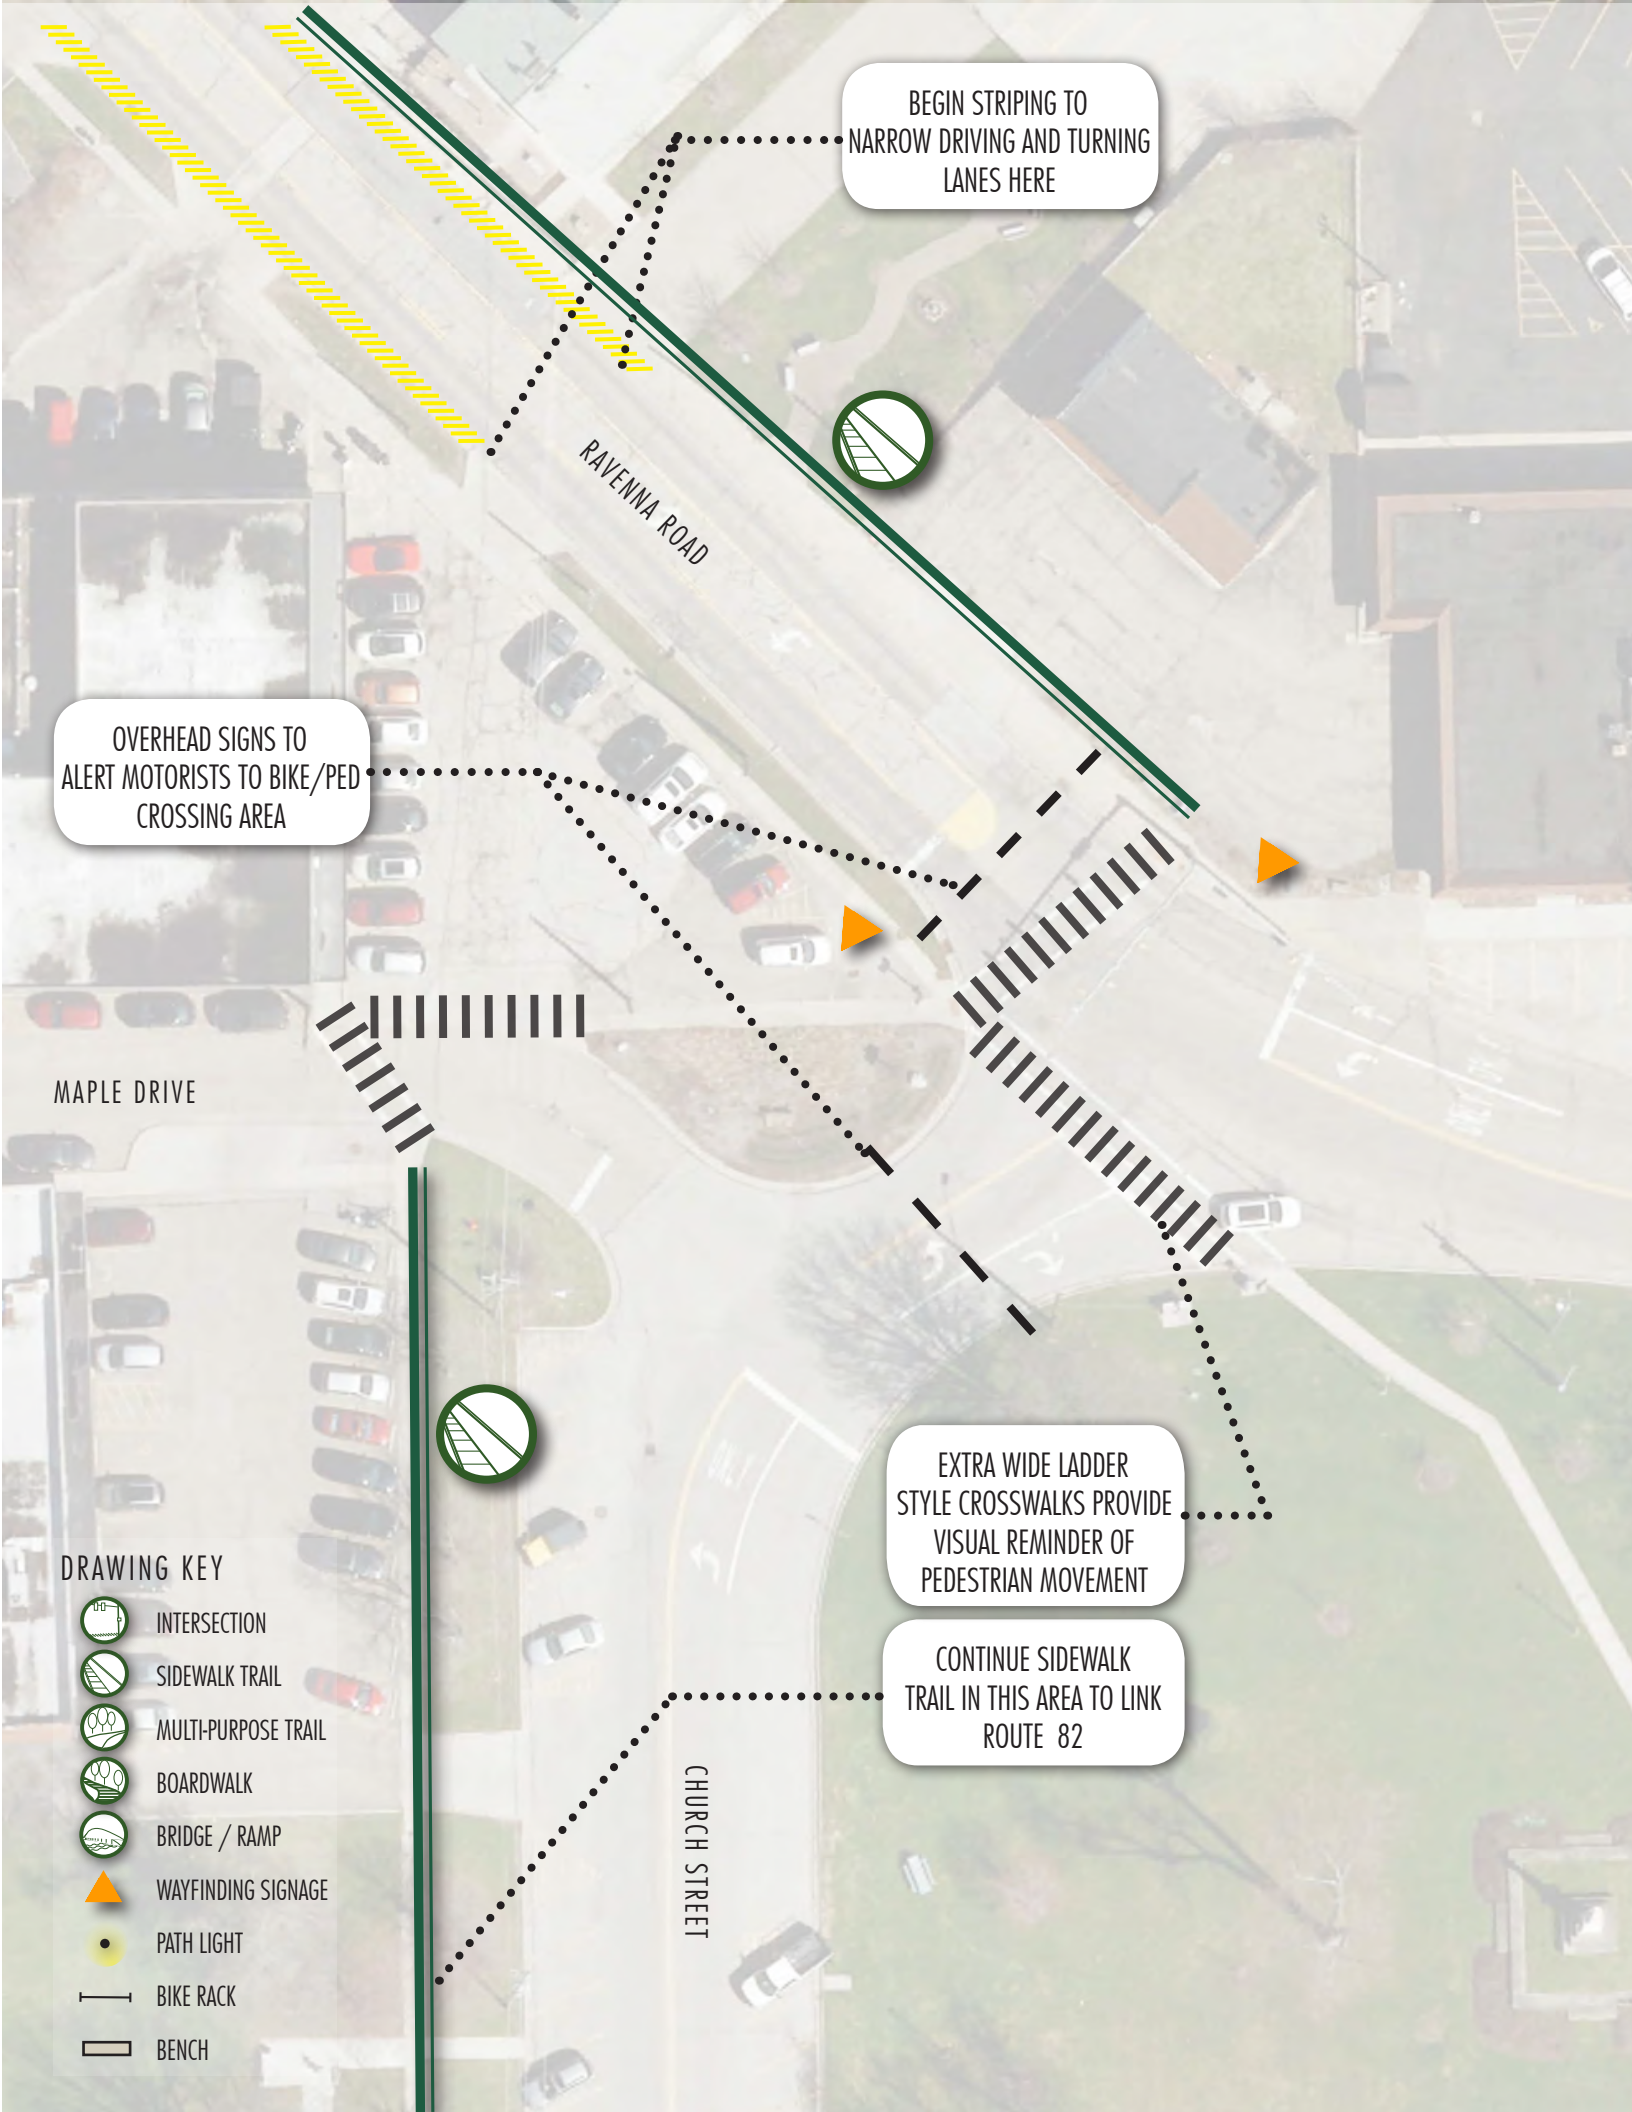 BEGIN STRIPING TO
NARROW DRIVING AND TURNING
LANES HERE
RAVENNA ROAD
OVERHEAD SIGNS TO
ALERT MOTORISTS TO BIKE/PED
CROSSING AREA
MAPLE DRIVE
EXTRA WIDE LADDER
STYLE CROSSWALKS PROVIDE
VISUAL REMINDER OF
PEDESTRIAN MOVEMENT
CONTINUE SIDEWALK
TRAIL IN THIS AREA TO LINK
ROUTE 82
CHURCH STREET
DRAWING KEY
INTERSECTION
SIDEWALK TRAIL
MULTI-PURPOSE TRAIL
BOARDWALK
BRIDGE / RAMP
WAYFINDING SIGNAGE
PATH LIGHT
BIKE RACK
BENCH